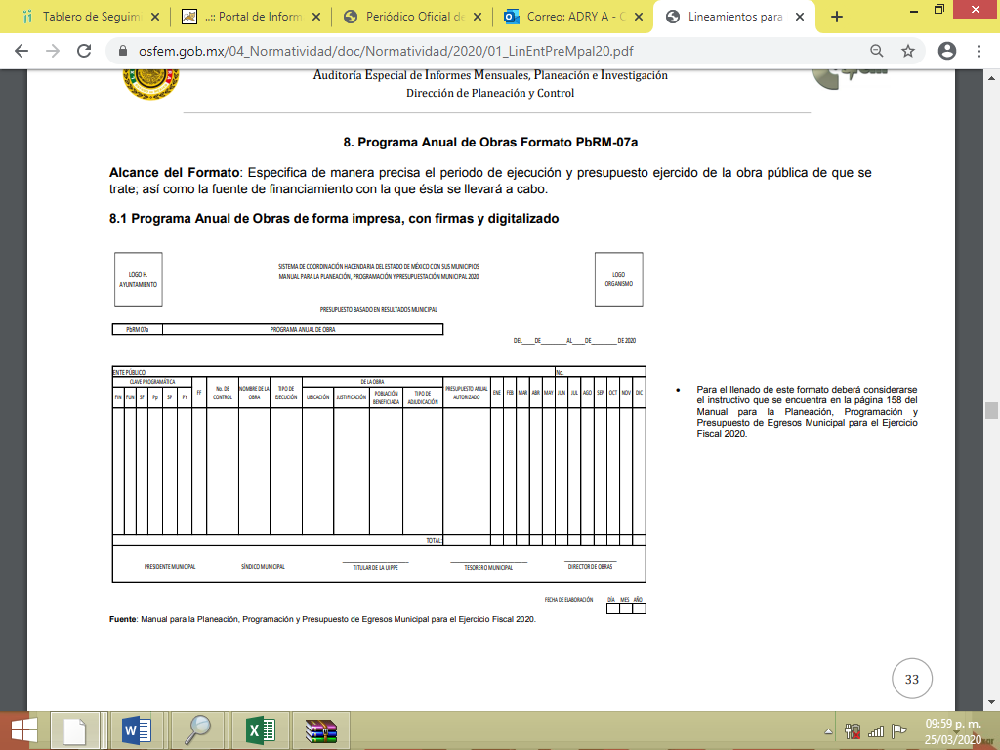 Tablero de Seguimi
..:: Portal de Inform
Periódico Oficial de
Correo: ADRY A - O
Lineamientos para
osfem.gob.mx/04_Normatividad/doc/Normatividad/2020/01_LinEntPreMpal20.pdf
Auditoría Especial de Informes Mensuales, Planeación e Investigación
Dirección de Planeación y Control
8. Programa Anual de Obras Formato PbRM-07a
Alcance del Formato: Especifica de manera precisa el periodo de ejecución y presupuesto ejercido de la obra pública de que se
trate; así como la fuente de financiamiento con la que ésta se llevará a cabo.
8.1 Programa Anual de Obras de forma impresa, con firmas y digitalizado
LOGO H.
AYUNTAMIENTO
SISTEMA DE COORDINACIÓN HACENDARIA DEL ESTADO DE MÉXICO CON SUS MUNICIPIOS
MANUAL PARA LA PLANEACIÓN, PROGRAMACIÓN Y PRESUPUESTACIÓN MUNICIPAL 2020
LOGO
ORGANISMO
PRESUPUESTO BASADO EN RESULTADOS MUNICIPAL
PbRM 07a PROGRAMA ANUAL DE OBRA
DEL____DE________AL____DE________ DE 2020
ENTE PÚBLICO: No.
CLAVE PROGRAMÁTICA
FIN FUN SF Pp SP PY
FF
No. DE
CONTROL
NOMBRE DE LA
OBRA
TIPO DE
EJECUCIÓN
DE LA OBRA
UBICACIÓN
JUSTIFICACIÓN
POBLACIÓN
BENEFICIADA
TIPO DE
ADJUDICACIÓN
PRESUPUESTO ANUAL
AUTORIZADO
ENE FEB MAR ABR MAY JUN JUL AGO SEP OCT NOV DIC
TOTAL:
PRESIDENTE MUNICIPAL
SÍNDICO MUNICIPAL
TITULAR DE LA UIPPE
TESORERO MUNICIPAL
DIRECTOR DE OBRAS
FECHA DE ELABORACIÓN DÍA MES AÑO
• Para el llenado de este formato deberá considerarse
el instructivo que se encuentra en la página 158 del
Manual para la Planeación, Programación y
Presupuesto de Egresos Municipal para el Ejercicio
Fiscal 2020.
Fuente: Manual para la Planeación, Programación y Presupuesto de Egresos Municipal para el Ejercicio Fiscal 2020.
33
09:59 p. m.
25/03/2020